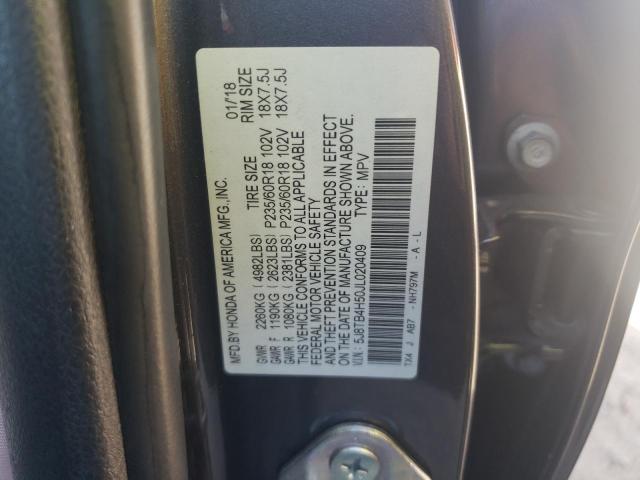 MFD.BY HONDA OF AMERICA MFG.,INC. 01/18
TIRE SIZE RIM SIZE
GVWR 2260KG (4982LBS)
GAWR F 1190KG (2623LBS) P235/60R18 102V 18X7.5J
GAWR R 1080KG (2381LBS) P235/60R18 102V 18X7.5J
THIS VEHICLE CONFORMS TO ALL APPLICABLE
FEDERAL MOTOR VEHICLE SAFETY
AND THEFT PREVENTION STANDARDS IN EFFECT
ON THE DATE OF MANUFACTURE SHOWN ABOVE.
V.I.N.: 5J8TB4H50JL020409 TYPE: MPV
TX4 J AB7 - NH797M - A - L